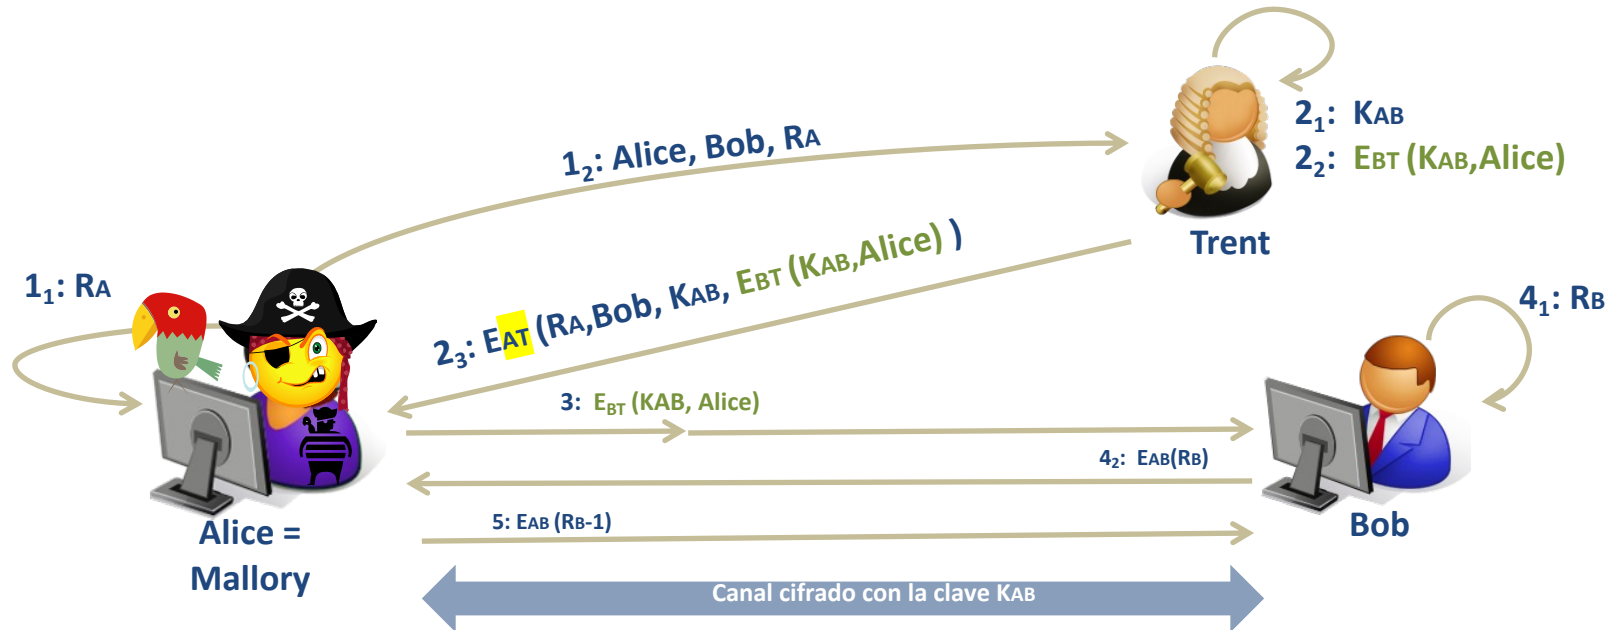 2₁: KAB
1₂: Alice, Bob, RA
2₂: EBT (KAB,Alice)
Trent
1₁: RA
2₃: EAT (RA,Bob, KAB, EBT (KAB,Alice) )
4₁: RB
3: EBT (KAB, Alice)
4₂: EAB(RB)
5: EAB (RB-1)
Alice =
Mallory
Bob
Canal cifrado con la clave KAB